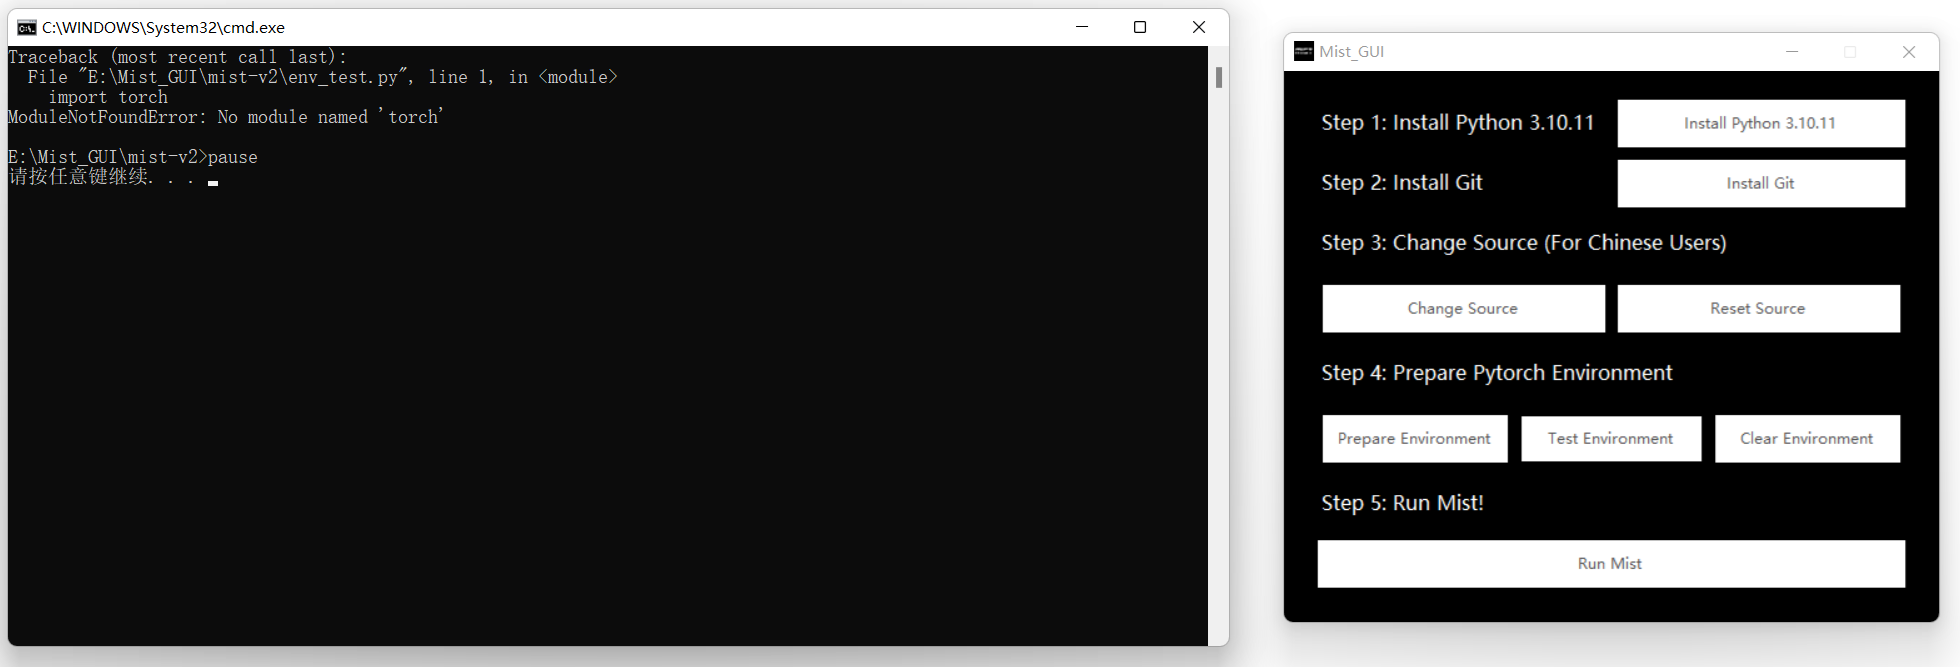 C:\WINDOWS\System32\cmd.exe
Traceback (most recent call last):
  File "E:\Mist_GUI\mist-v2\env_test.py", line 1, in <module>
    import torch
ModuleNotFoundError: No module named 'torch'
E:\Mist_GUI\mist-v2>pause
请按任意键继续. . .
Mist_GUI
Step 1: Install Python 3.10.11
Install Python 3.10.11
Step 2: Install Git
Install Git
Step 3: Change Source (For Chinese Users)
Change Source
Reset Source
Step 4: Prepare Pytorch Environment
Prepare Environment
Test Environment
Clear Environment
Step 5: Run Mist!
Run Mist